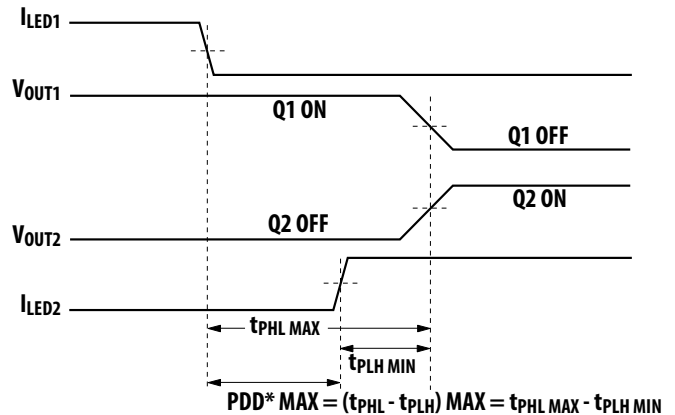 ILED1
VOUT1
Q1 ON
Q1 OFF
Q2 ON
Q2 OFF
VOUT2
ILED2
tPHL MAX
tPLH MIN
PDD* MAX = (tPHL - tPLH) MAX = tPHL MAX - tPLH MIN